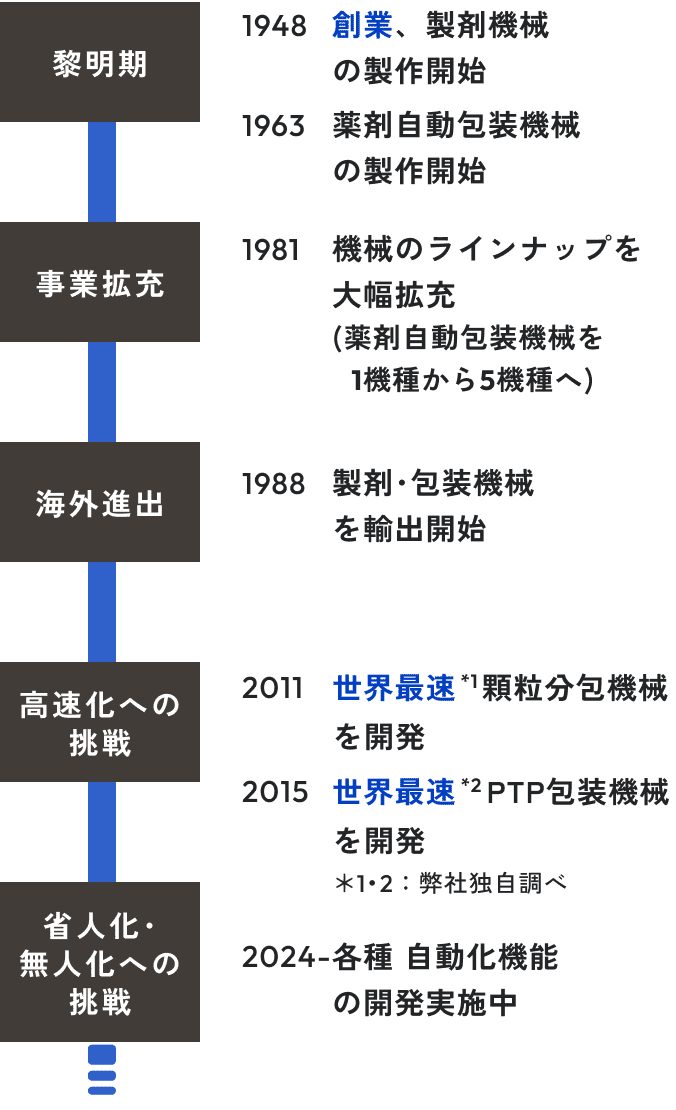 黎明期
1948 創業、製剤機械
の製作開始
1963 薬剤自動包装機械
の製作開始
事業拡充
1981 機械のラインナップを
大幅拡充
(薬剤自動包装機械を
1機種から5機種へ)
海外進出
1988 製剤・包装機械
を輸出開始
高速化への
挑戦
2011 世界最速*1顆粒分包機械
を開発
2015 世界最速*2PTP包装機械
を開発
＊1・2：弊社独自調べ
省人化・
無人化への
挑戦
2024-各種 自動化機能
の開発実施中